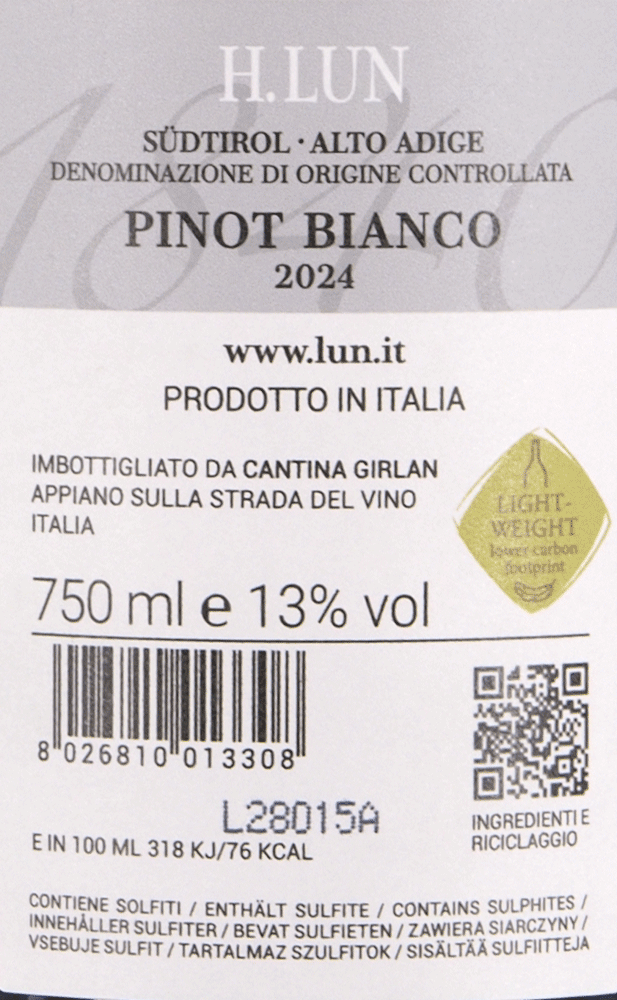 H.LUN
1840
SÜDTIROL · ALTO ADIGE
DENOMINAZIONE DI ORIGINE CONTROLLATA
PINOT BIANCO
2024
www.lun.it
PRODOTTO IN ITALIA
IMBOTTIGLIATO DA CANTINA GIRLAN
APPIANO SULLA STRADA DEL VINO
ITALIA
LIGHT-
WEIGHT
lower carbon
footprint
750 ml e 13% vol
8 026810 013308
L28015A
E IN 100 ML 318 KJ/76 KCAL
INGREDIENTI E
RICICLAGGIO
CONTIENE SOLFITI / ENTHÄLT SULFITE / CONTAINS SULPHITES /
INNEHÅLLER SULFITER / BEVAT SULFIETEN / ZAWIERA SIARCZYNY /
VSEBUJE SULFIT / TARTALMAZ SZULFITOK / SISÄLTÄÄ SULFIITTEJA